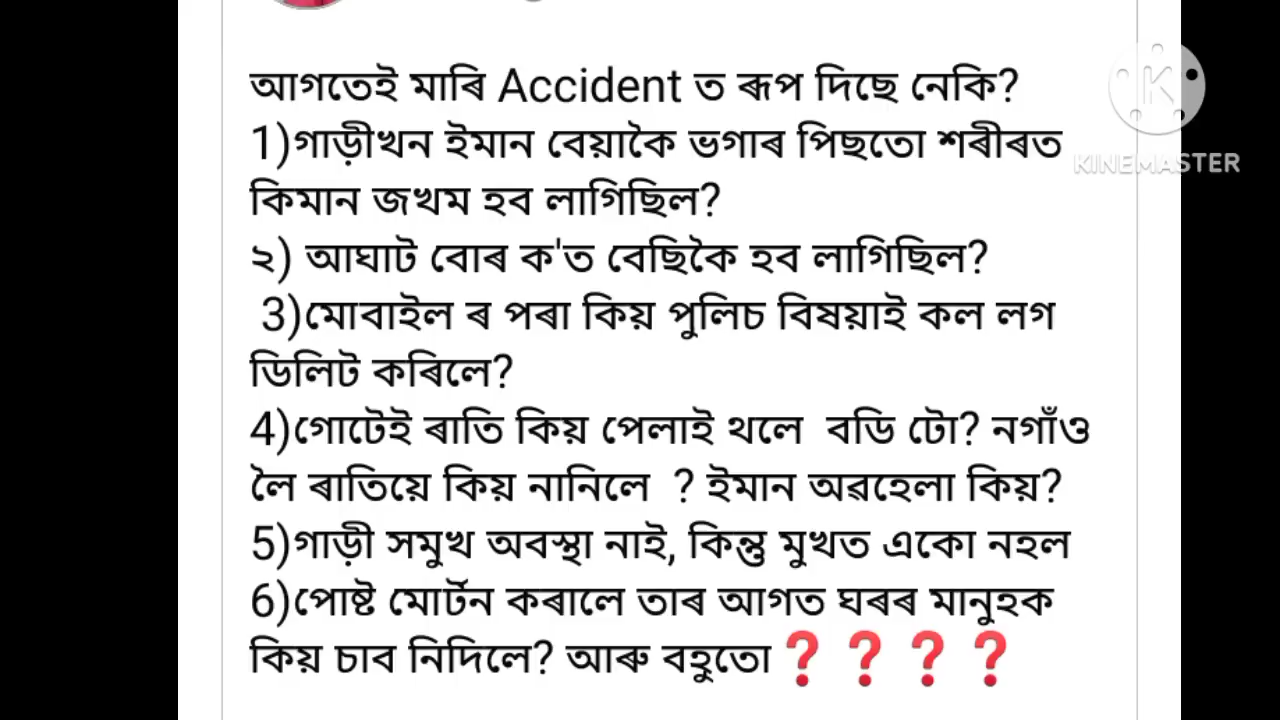 আগতেই মাৰি Accident ত ৰূপ দিছে নেকি?
1)গাড়ীখন ইমান বেয়াকৈ ভগাৰ পিছতো শৰীৰত
কিমান জখম হব লাগিছিল?
২) আঘাট বোৰ ক'ত বেছিকৈ হব লাগিছিল?
3)মোবাইল ৰ পৰা কিয় পুলিচ বিষয়াই কল লগ
ডিলিট কৰিলে?
4)গোটেই ৰাতি কিয় পেলাই থলে বডি টো? নগাঁও
লৈ ৰাতিয়ে কিয় নানিলে ? ইমান অৱহেলা কিয়?
5)গাড়ী সমুখ অবস্থা নাই, কিন্তু মুখত একো নহল
6)পোষ্ট মোৰ্টন কৰালে তাৰ আগত ঘৰৰ মানুহক
কিয় চাব নিদিলে? আৰু বহুতো❓❓❓❓
K
KINEMASTER